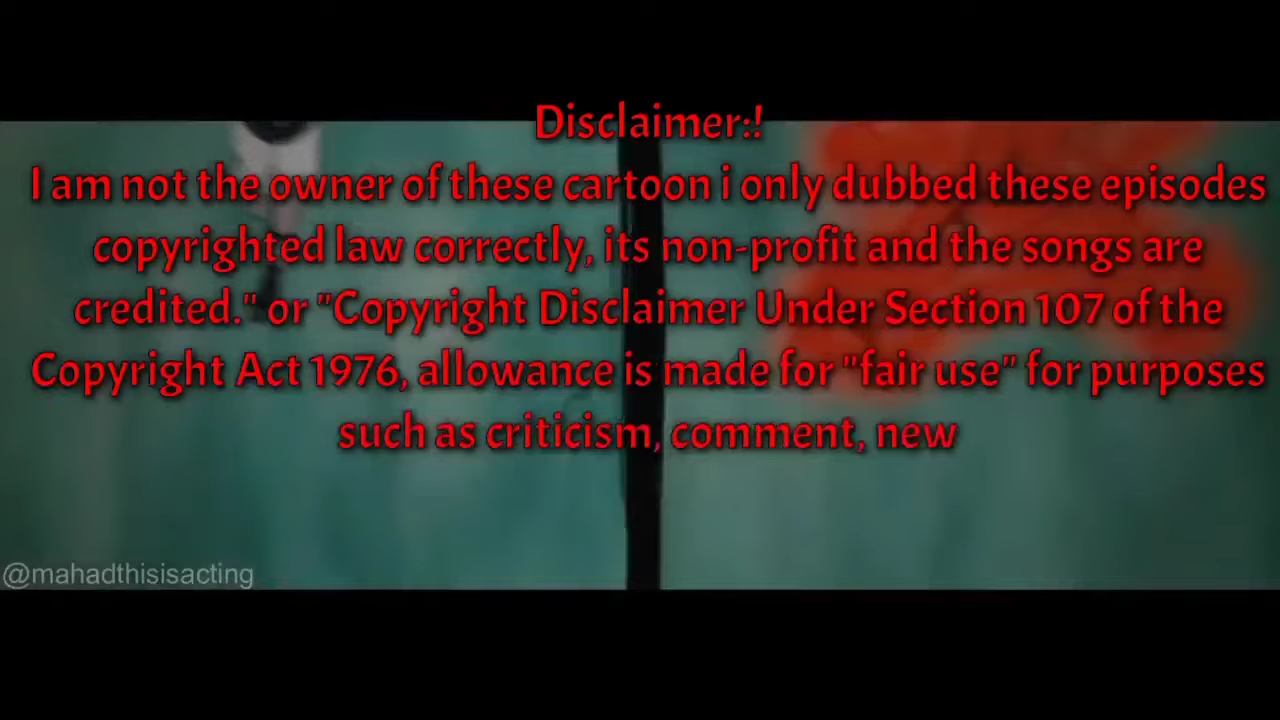 Disclaimer:!
I am not the owner of these cartoon i only dubbed these episodes
copyrighted law correctly, its non-profit and the songs are
credited." or "Copyright Disclaimer Under Section 107 of the
Copyright Act 1976, allowance is made for "fair use" for purposes
such as criticism, comment, new
@mahadthisisacting